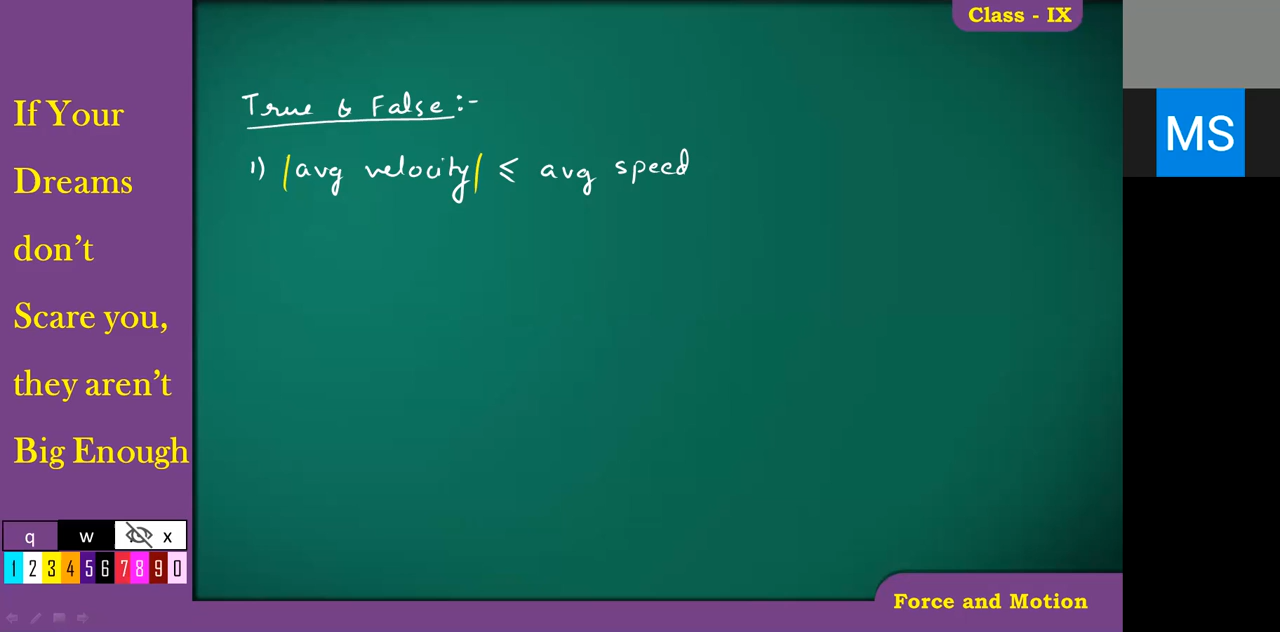 Class - IX
If Your
Dreams
don't
Scare you,
they aren't
Big Enough
True & False:-
1) |avg velocity| ≤ avg speed
MS
q w x
1 2 3 4 5 6 7 8 9 0
Force and Motion